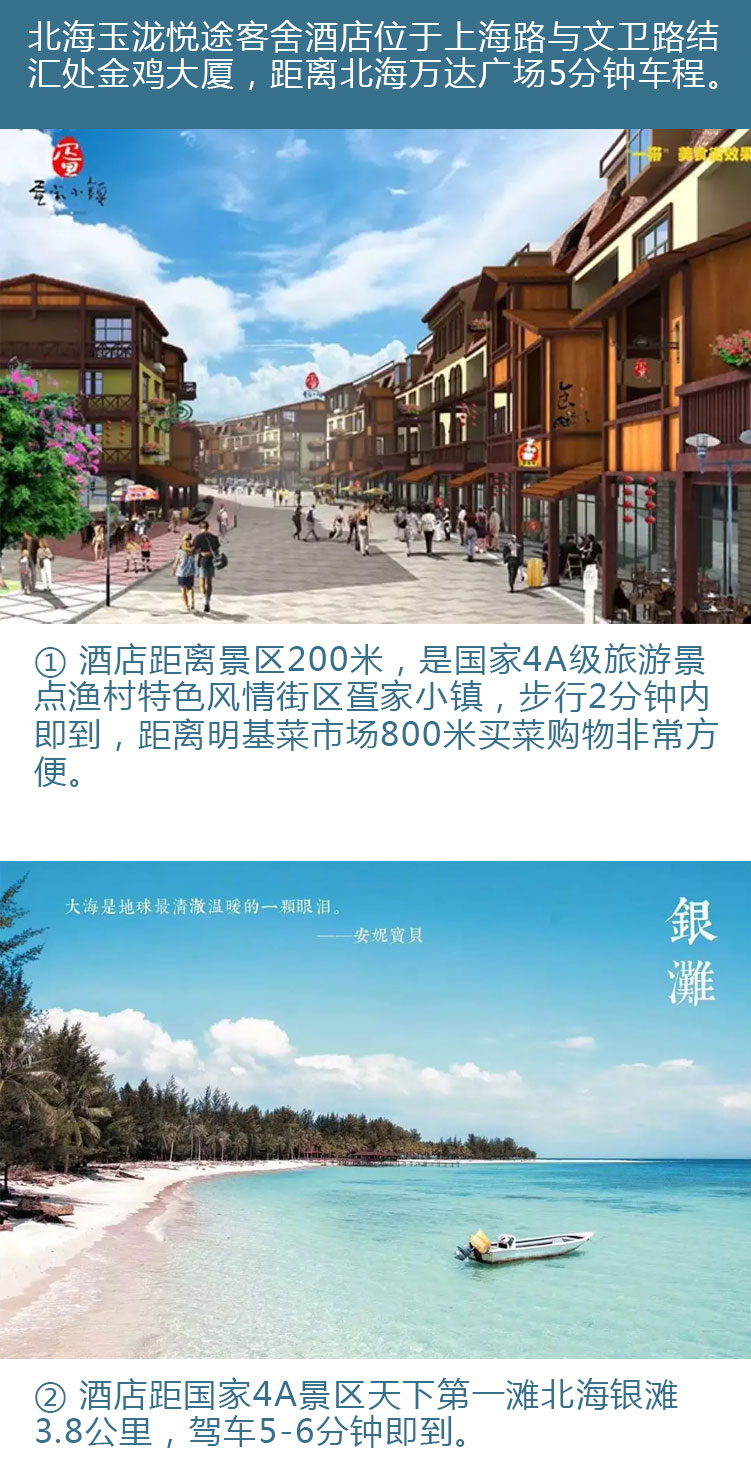 北海玉泷悦途客舍酒店位于上海路与文卫路结
汇处金鸡大厦，距离北海万达广场5分钟车程。
疍
疍家小镇
“一带”美食街效果
① 酒店距离景区200米，是国家4A级旅游景
点渔村特色风情街区疍家小镇，步行2分钟内
即到，距离明基菜市场800米买菜购物非常方
便。
大海是地球最清澈温暖的一顆眼泪。
——安妮寶貝
銀
灘
② 酒店距国家4A景区天下第一滩北海银滩
3.8公里，驾车5-6分钟即到。